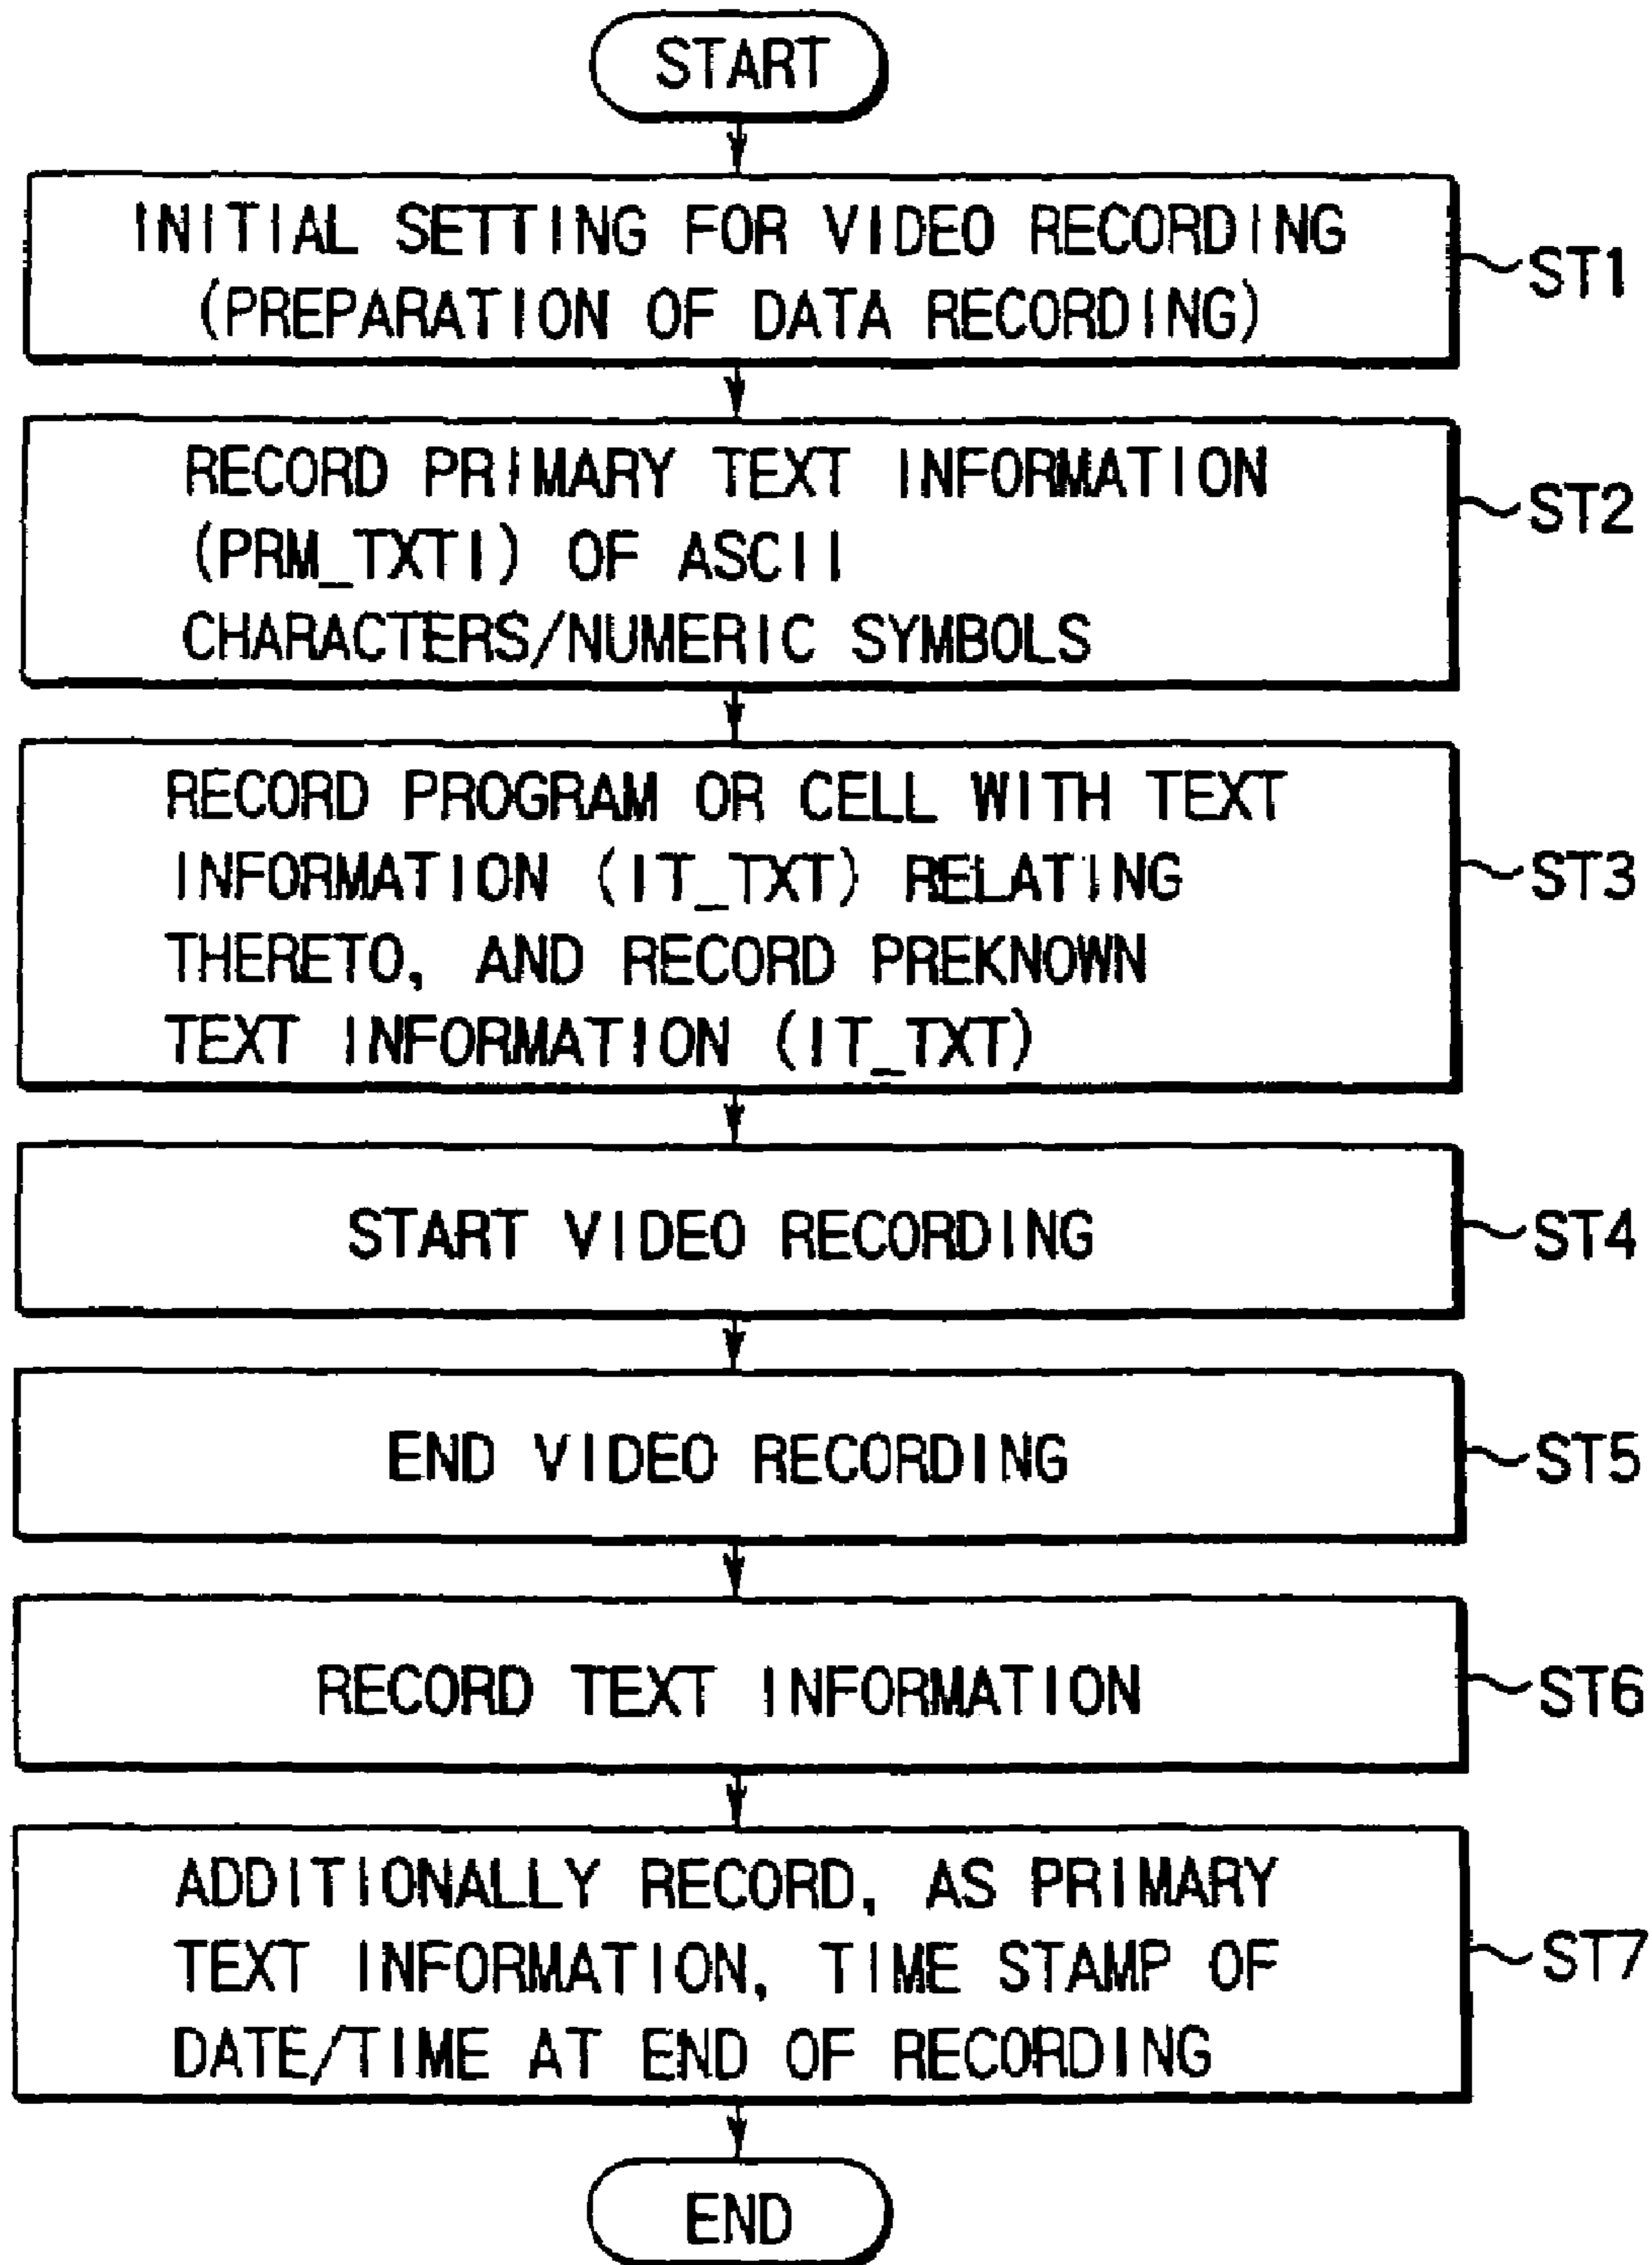 START
INITIAL SETTING FOR VIDEO RECORDING
(PREPARATION OF DATA RECORDING)
ST1
RECORD PRIMARY TEXT INFORMATION
(PRM_TXTI) OF ASCII
CHARACTERS/NUMERIC SYMBOLS
ST2
RECORD PROGRAM OR CELL WITH TEXT
INFORMATION (IT_TXT) RELATING
THERETO, AND RECORD PREKNOWN
TEXT INFORMATION (IT_TXT)
ST3
START VIDEO RECORDING
ST4
END VIDEO RECORDING
ST5
RECORD TEXT INFORMATION
ST6
ADDITIONALLY RECORD, AS PRIMARY
TEXT INFORMATION, TIME STAMP OF
DATE/TIME AT END OF RECORDING
ST7
END